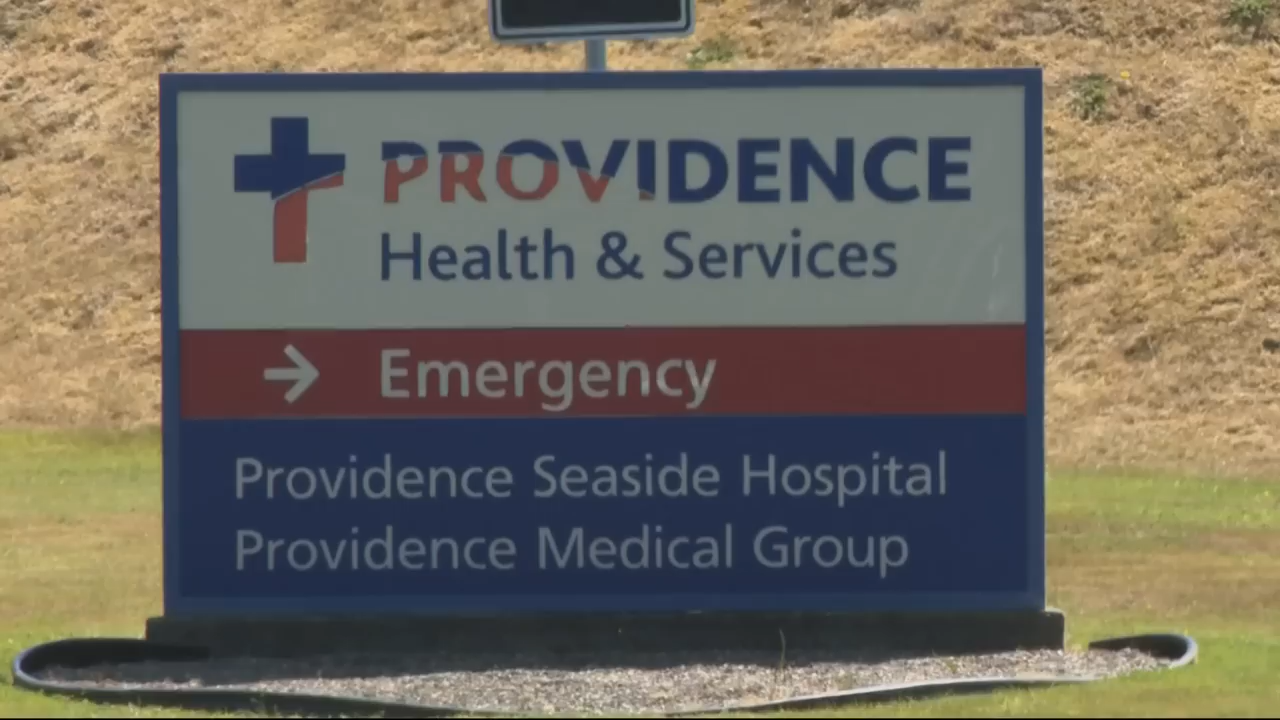 PROVIDENCE
Health & Services
→ Emergency
Providence Seaside Hospital
Providence Medical Group